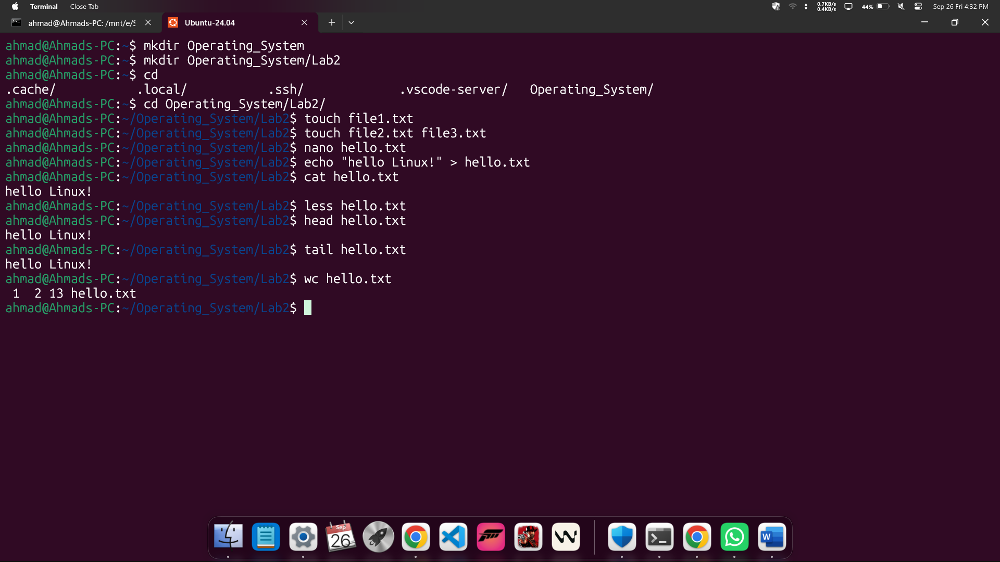 Terminal Close Tab 0.7KB/s 0.4KB/s 44% Sep 26 Fri 4:32 PM
ahmad@Ahmads-PC: /mnt/e/S Ubuntu-24.04
ahmad@Ahmads-PC:~$ mkdir Operating_System
ahmad@Ahmads-PC:~$ mkdir Operating_System/Lab2
ahmad@Ahmads-PC:~$ cd
.cache/ .local/ .ssh/ .vscode-server/ Operating_System/
ahmad@Ahmads-PC:~$ cd Operating_System/Lab2/
ahmad@Ahmads-PC:~/Operating_System/Lab2$ touch file1.txt
ahmad@Ahmads-PC:~/Operating_System/Lab2$ touch file2.txt file3.txt
ahmad@Ahmads-PC:~/Operating_System/Lab2$ nano hello.txt
ahmad@Ahmads-PC:~/Operating_System/Lab2$ echo "hello Linux!" > hello.txt
ahmad@Ahmads-PC:~/Operating_System/Lab2$ cat hello.txt
hello Linux!
ahmad@Ahmads-PC:~/Operating_System/Lab2$ less hello.txt
ahmad@Ahmads-PC:~/Operating_System/Lab2$ head hello.txt
hello Linux!
ahmad@Ahmads-PC:~/Operating_System/Lab2$ tail hello.txt
hello Linux!
ahmad@Ahmads-PC:~/Operating_System/Lab2$ wc hello.txt
 1  2 13 hello.txt
ahmad@Ahmads-PC:~/Operating_System/Lab2$
Sep
26
W